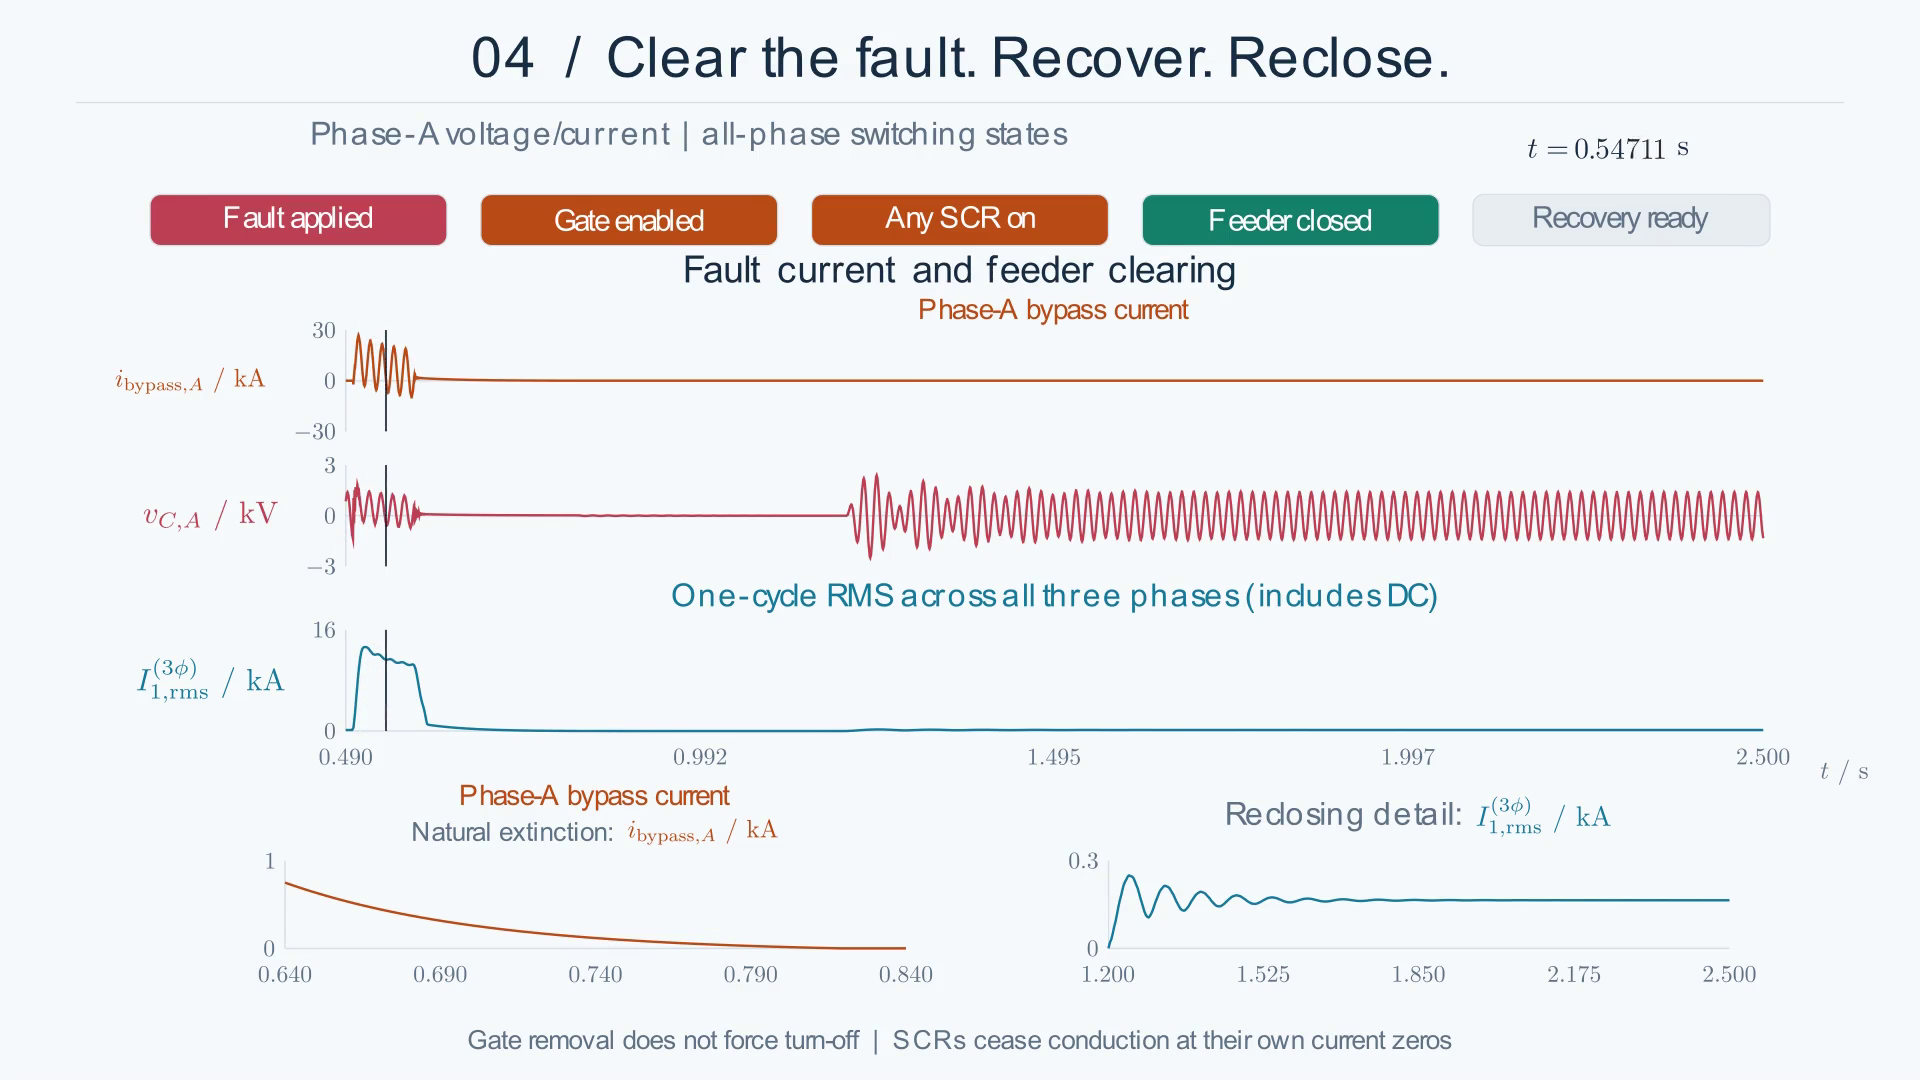 04 / Clear the fault. Recover. Reclose.
Phase-A voltage/current | all-phase switching states
t = 0.54711 s
Fault applied
Gate enabled
Any SCR on
Feeder closed
Recovery ready
Fault current and feeder clearing
Phase-A bypass current
30
i_bypass,A / kA
0
−30
3
v_C,A / kV
0
−3
One-cycle RMS across all three phases (includes DC)
16
I_1,rms^(3ϕ) / kA
0
0.490 0.992 1.495 1.997 2.500
t / s
Phase-A bypass current
Natural extinction: i_bypass,A / kA
1
0
0.640 0.690 0.740 0.790 0.840
Reclosing detail: I_1,rms^(3ϕ) / kA
0.3
0
1.200 1.525 1.850 2.175 2.500
Gate removal does not force turn-off | SCRs cease conduction at their own current zeros